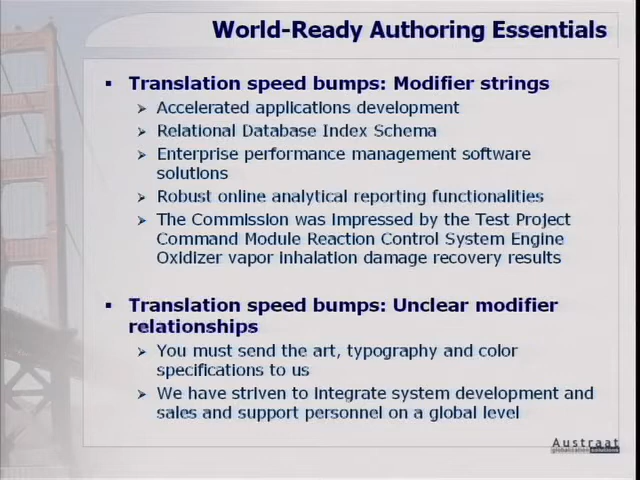 World-Ready Authoring Essentials
Translation speed bumps: Modifier strings
Accelerated applications development
Relational Database Index Schema
Enterprise performance management software
solutions
Robust online analytical reporting functionalities
The Commission was impressed by the Test Project
Command Module Reaction Control System Engine
Oxidizer vapor inhalation damage recovery results
Translation speed bumps: Unclear modifier
relationships
You must send the art, typography and color
specifications to us
We have striven to integrate system development and
sales and support personnel on a global level
Austraat
globalization solutions